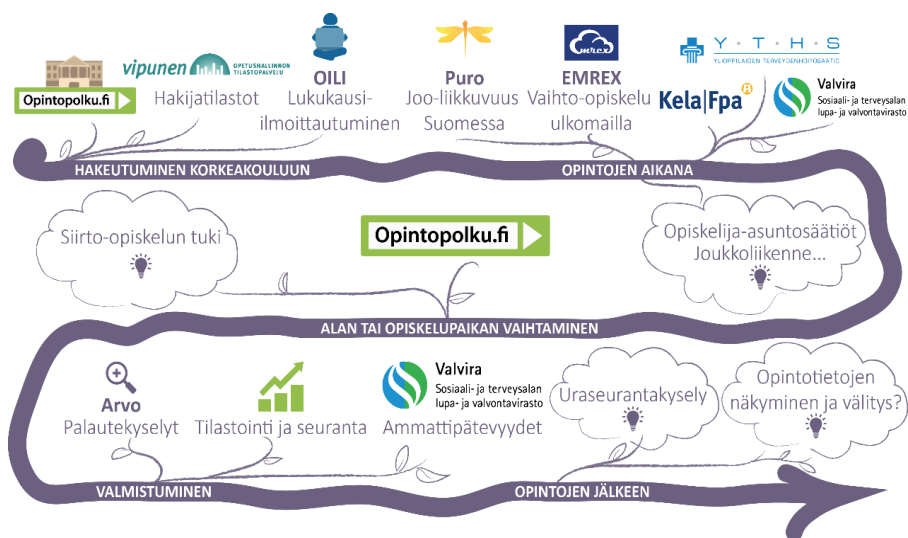 Opintopolku.fi
vipunen OPETUSHALLINNON
TILASTOPALVELU
Hakijatilastot
OILI
Lukukausi-
ilmoittautuminen
Puro
Joo-liikkuvuus
Suomessa
emrex
EMREX
Vaihto-opiskelu
ulkomailla
Y·T·H·S
YLIOPPILAIDEN TERVEYDENHOITOSÄÄTIÖ
Kela|Fpa
Valvira
Sosiaali- ja terveysalan
lupa- ja valvontavirasto
HAKEUTUMINEN KORKEAKOULUUN
OPINTOJEN AIKANA
Siirto-opiskelun tuki
Opintopolku.fi
Opiskelija-asuntosäätiöt
Joukkoliikenne...
ALAN TAI OPISKELUPAIKAN VAIHTAMINEN
Arvo
Palautekyselyt
Tilastointi ja seuranta
Valvira
Sosiaali- ja terveysalan
lupa- ja valvontavirasto
Ammattipätevyydet
Uraseurantakysely
Opintotietojen
näkyminen ja välitys?
VALMISTUMINEN
OPINTOJEN JÄLKEEN